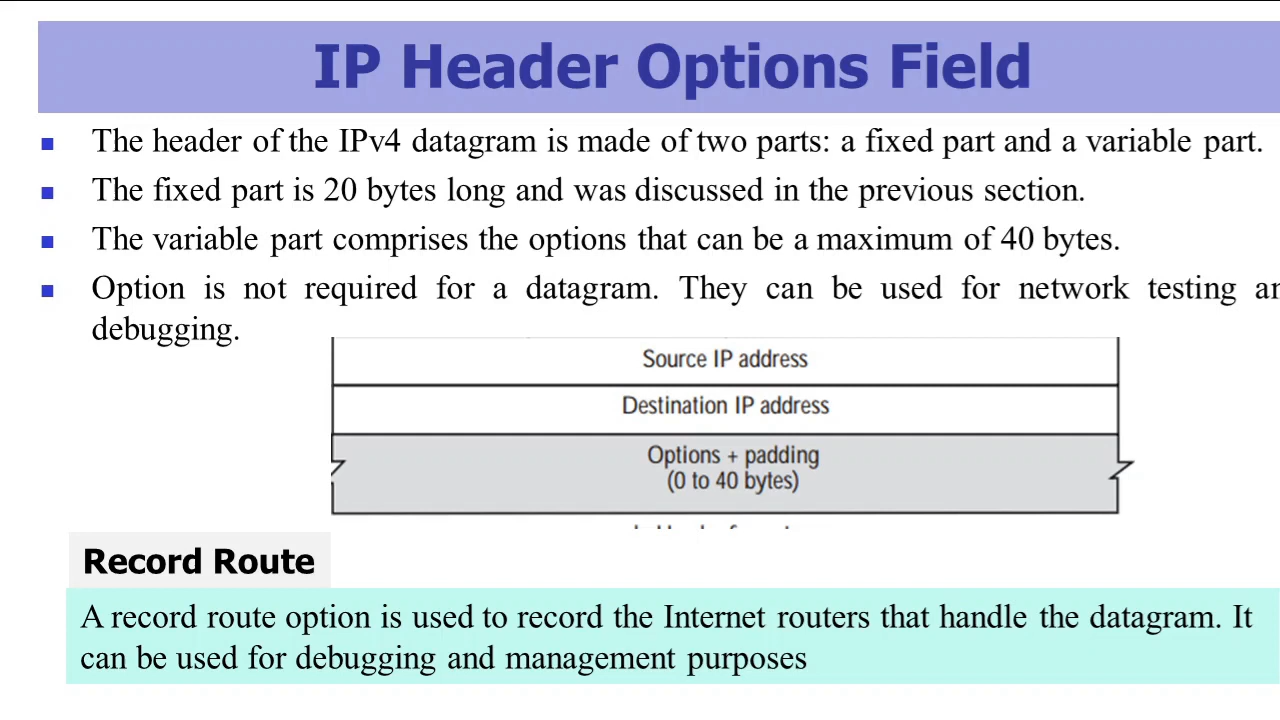 IP Header Options Field
The header of the IPv4 datagram is made of two parts: a fixed part and a variable part.
The fixed part is 20 bytes long and was discussed in the previous section.
The variable part comprises the options that can be a maximum of 40 bytes.
Option is not required for a datagram. They can be used for network testing
debugging.
Source IP address
Destination IP address
Options + padding
(0 to 40 bytes)
Record Route
A record route option is used to record the Internet routers that handle the datagram. It
can be used for debugging and management purposes